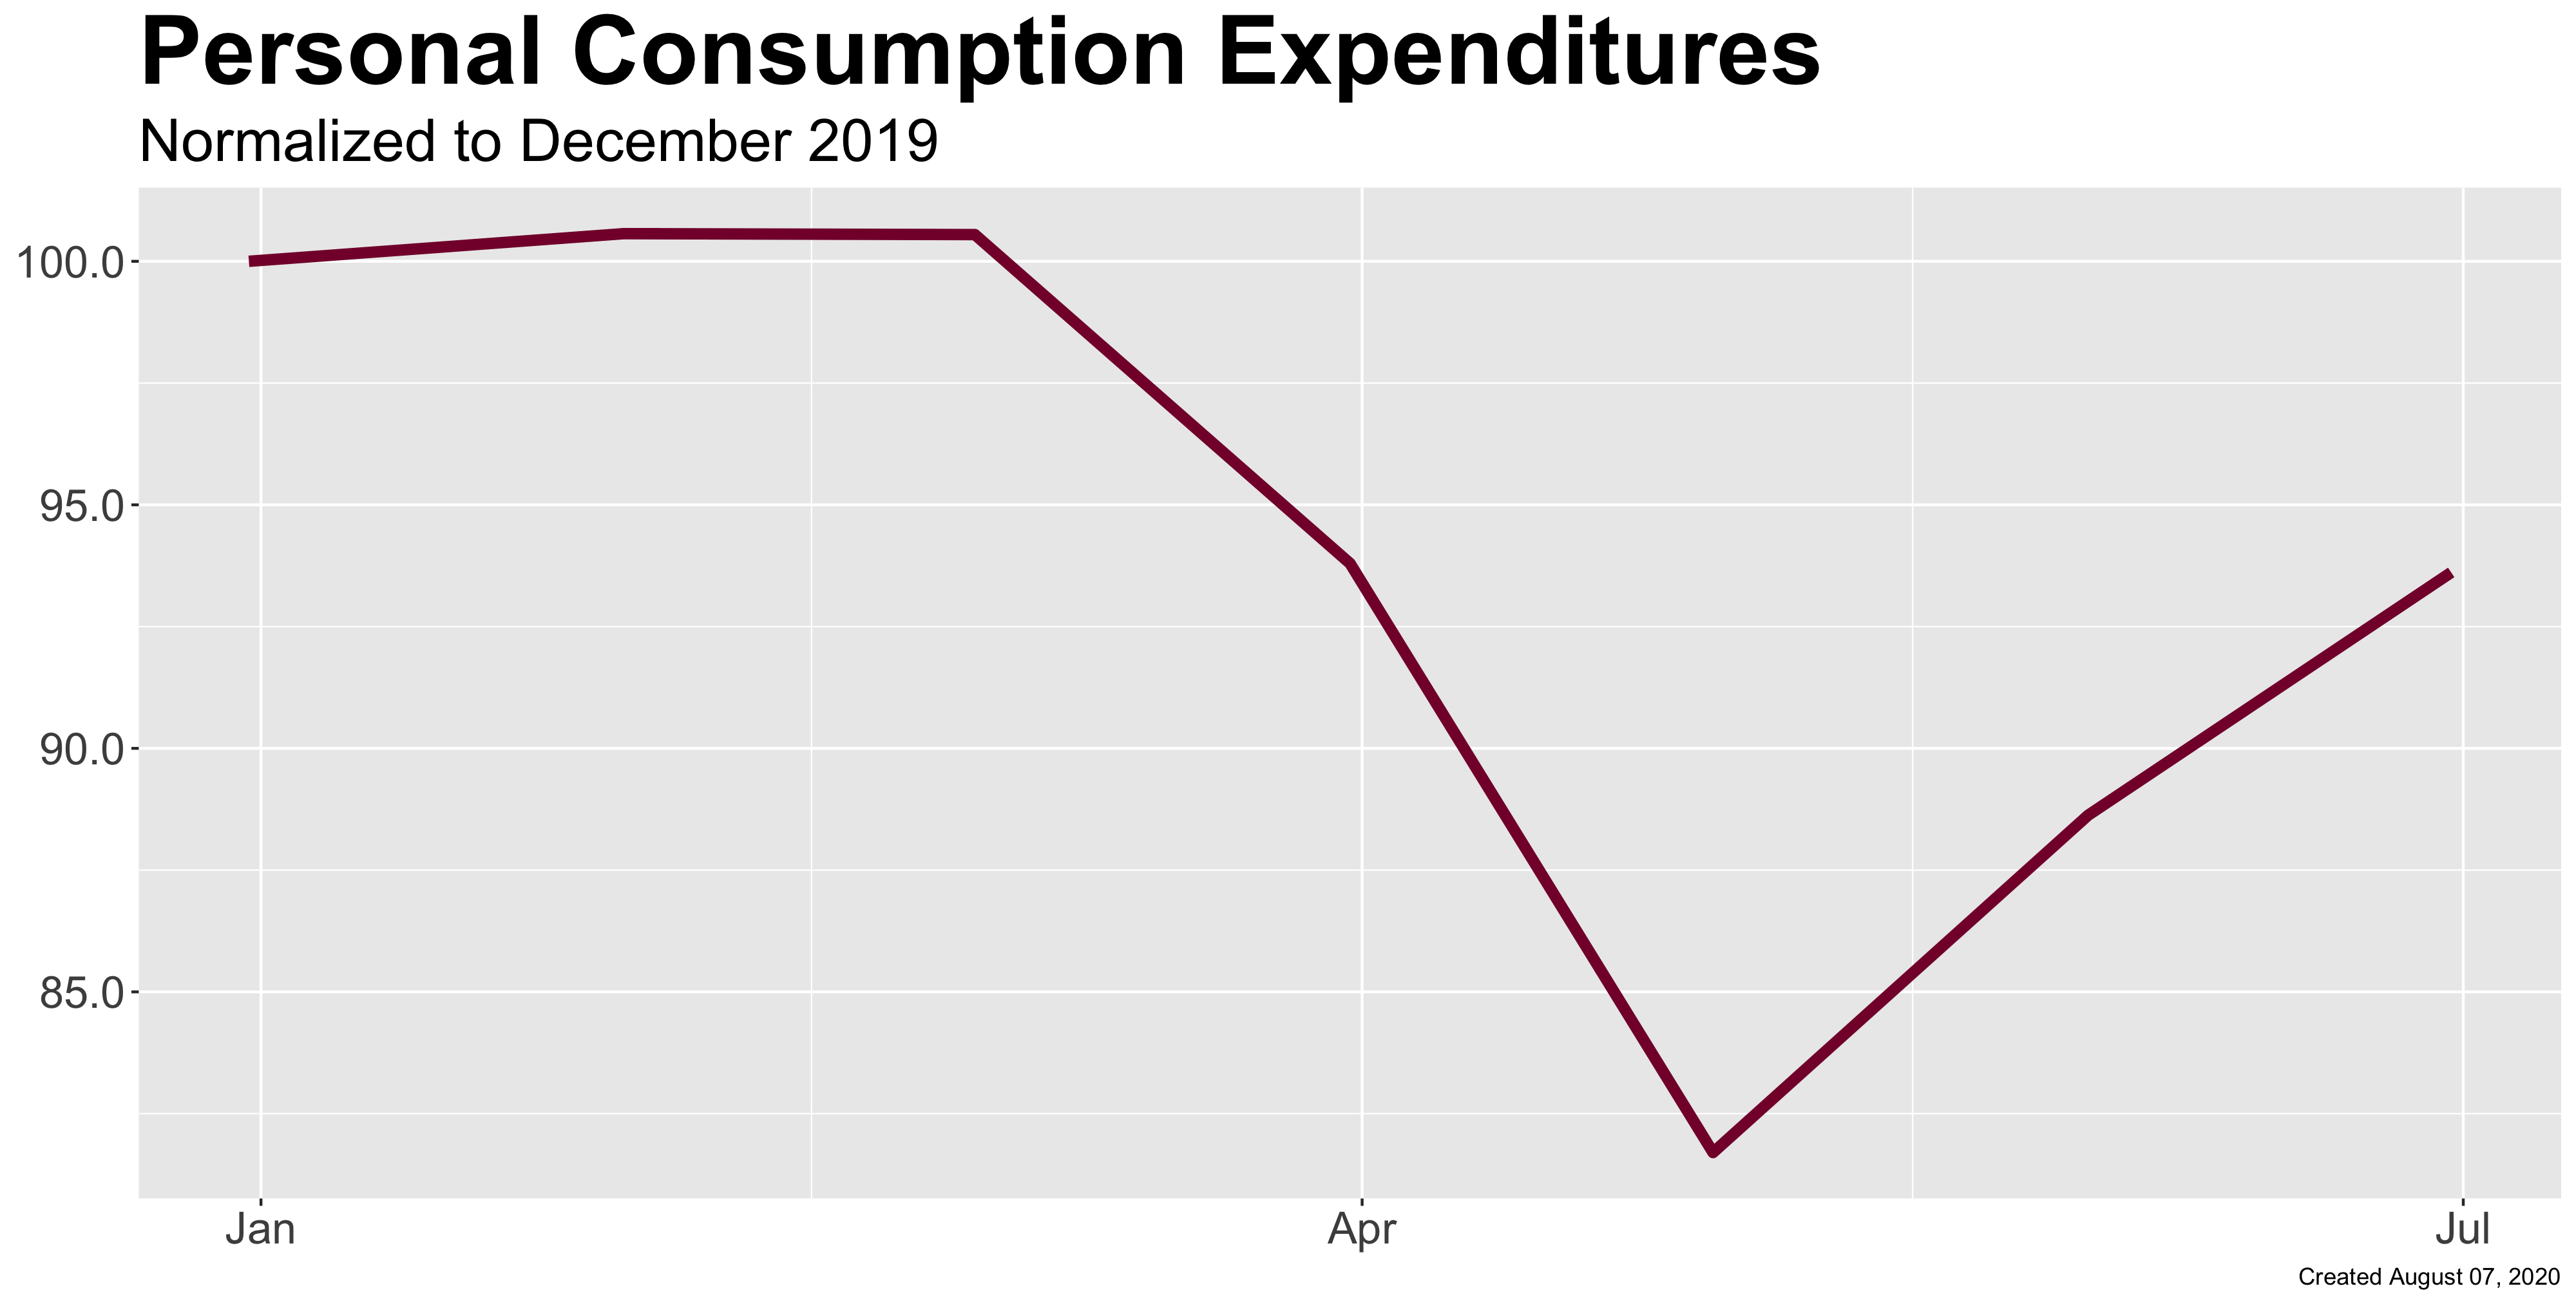 Personal Consumption Expenditures
Normalized to December 2019
100.0
95.0
90.0
85.0
Jan Apr Jul
Created August 07, 2020